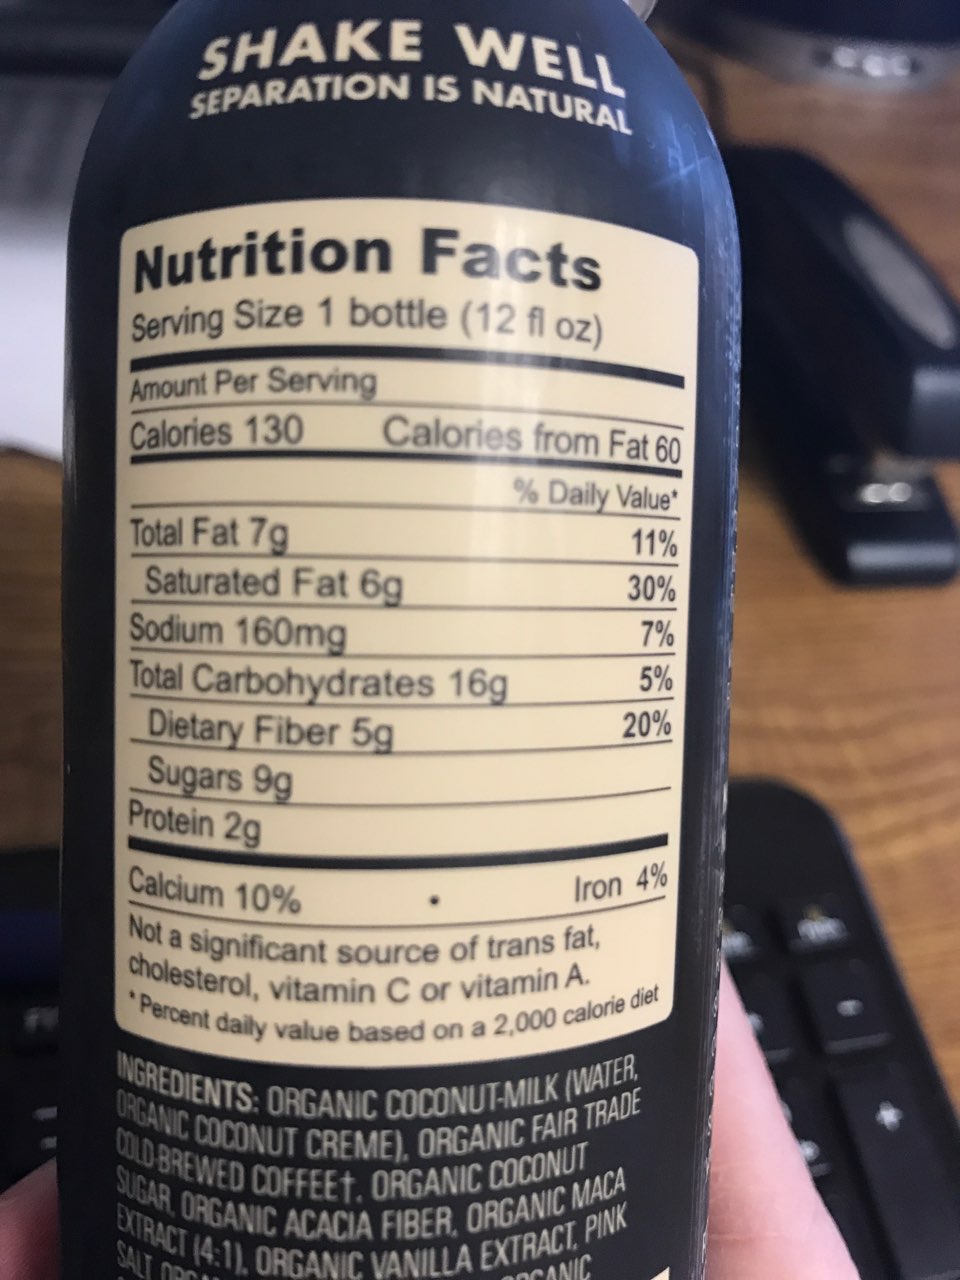 SHAKE WELL
SEPARATION IS NATURAL
Nutrition Facts
Serving Size 1 bottle (12 fl oz)
Amount Per Serving
Calories 130 Calories from Fat 60
% Daily Value*
Total Fat 7g 11%
Saturated Fat 6g 30%
Sodium 160mg 7%
Total Carbohydrates 16g 5%
Dietary Fiber 5g 20%
Sugars 9g
Protein 2g
Calcium 10% • Iron 4%
Not a significant source of trans fat,
cholesterol, vitamin C or vitamin A.
*Percent daily value based on a 2,000 calorie diet
INGREDIENTS: ORGANIC COCONUT-MILK (WATER,
ORGANIC COCONUT CREME), ORGANIC FAIR TRADE
COLD-BREWED COFFEE†, ORGANIC COCONUT
SUGAR, ORGANIC ACACIA FIBER, ORGANIC MACA
EXTRACT (4:1), ORGANIC VANILLA EXTRACT, PINK
SALT ORGANIC